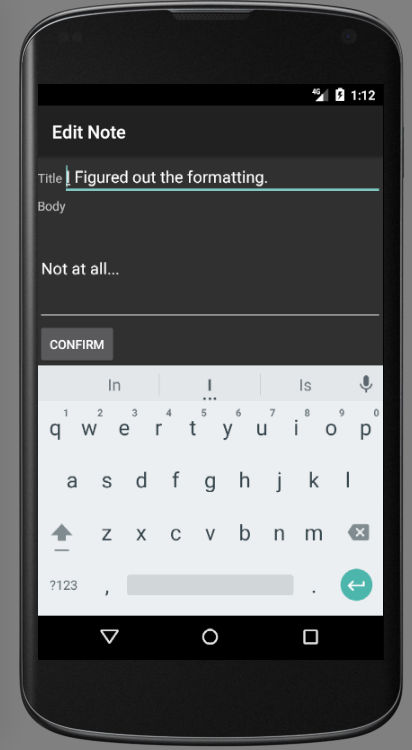 4G 1:12
Edit Note
Title I Figured out the formatting.
Body
Not at all...
CONFIRM
In I Is
1 2 3 4 5 6 7 8 9 0
q w e r t y u i o p
a s d f g h j k l
z x c v b n m
?123 , .